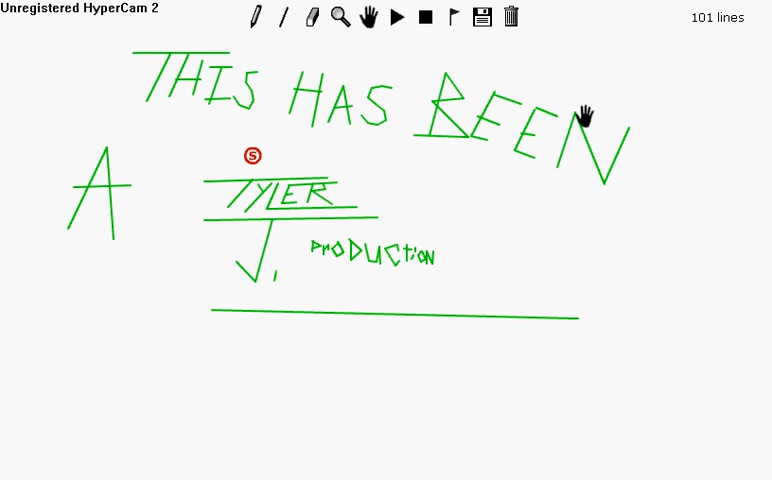 Unregistered HyperCam 2
101 lines
THIS HAS BEEN
A
S
TYLER
J.
PRODUCTION